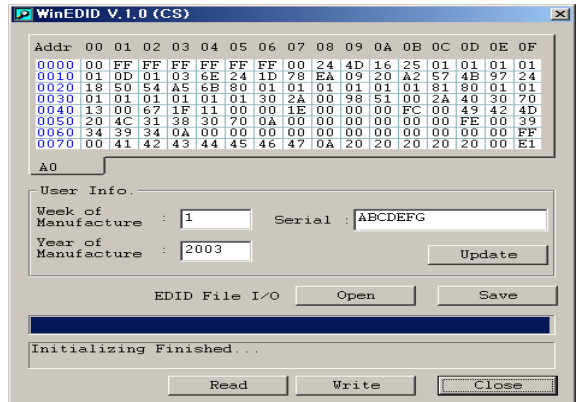 WinEDID V.1.0 (CS)
Addr 00 01 02 03 04 05 06 07 08 09 0A 0B 0C 0D 0E 0F
0000 00 FF FF FF FF FF FF 00 24 4D 16 25 01 01 01 01
0010 01 0D 01 03 6E 24 1D 78 EA 09 20 A2 57 4B 97 24
0020 18 50 54 A5 6B 80 01 01 01 01 01 01 81 80 01 01
0030 01 01 01 01 01 01 30 2A 00 98 51 00 2A 40 30 70
0040 13 00 67 1F 11 00 00 1E 00 00 00 FC 00 49 42 4D
0050 20 4C 31 38 30 70 0A 00 00 00 00 00 00 FE 00 39
0060 34 39 34 0A 00 00 00 00 00 00 00 00 00 00 00 FF
0070 00 41 42 43 44 45 46 47 0A 20 20 20 20 20 00 E1
A0
User Info.
Week of Manufacture : 1 Serial : ABCDEFG
Year of Manufacture : 2003 Update
EDID File I/O Open Save
Initializing Finished...
Read Write Close